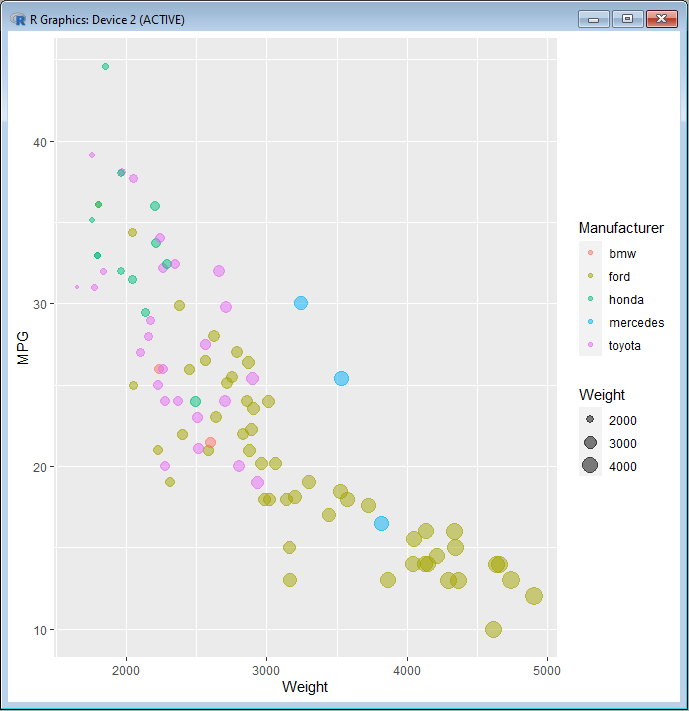 R Graphics: Device 2 (ACTIVE)
40
30
20
10
MPG
2000 3000 4000 5000
Weight
Manufacturer
bmw
ford
honda
mercedes
toyota
Weight
2000
3000
4000